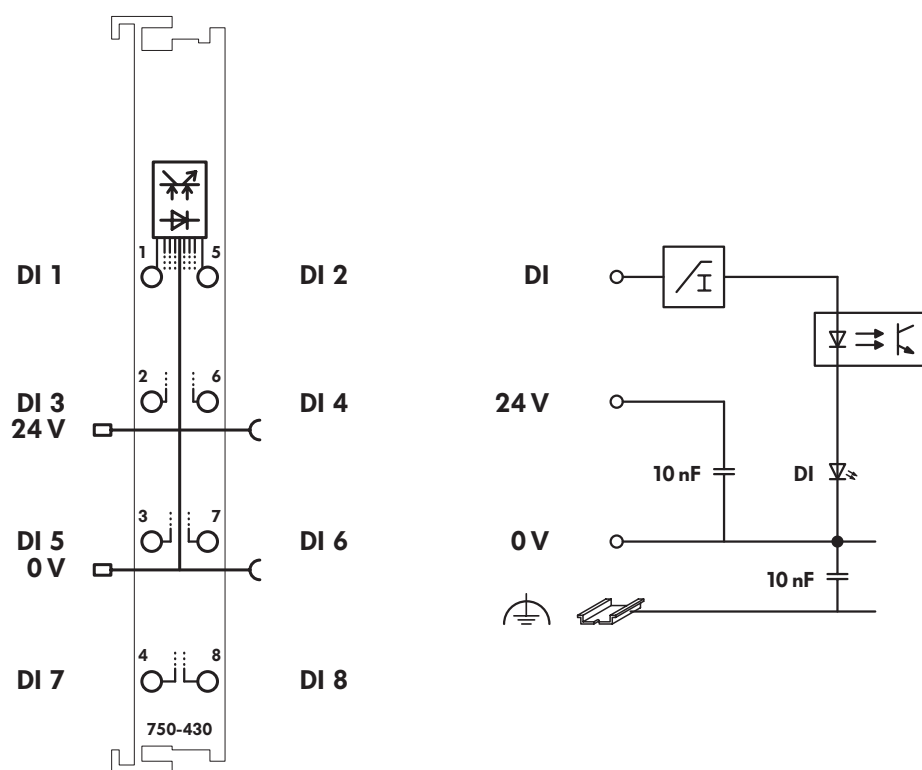 1 5
DI 1 DI 2
2 6
DI 3 DI 4
24 V
3 7
DI 5 DI 6
0 V
4 8
DI 7 DI 8
750-430
DI
I
24 V
10 nF DI
0 V
10 nF